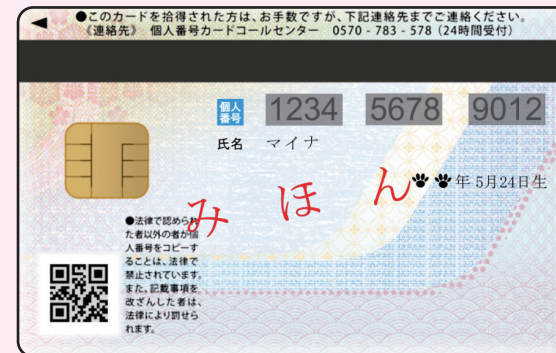 ●このカードを拾得された方は、お手数ですが、下記連絡先までご連絡ください。
《連絡先》 個人番号カードコールセンター 0570-783-578（24時間受付）
個人番号 1234 5678 9012
氏名 マイナ
年 5月24日生
みほん
●法律で認められ
た者以外の者が個
人番号をコピーす
ることは、法律で
禁止されています。
また、記載事項を
改ざんした者は、
法律により罰せら
れます。